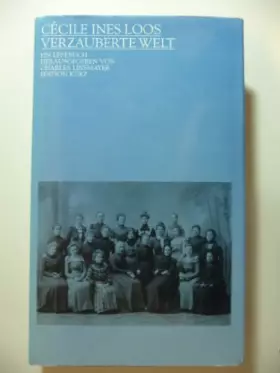 CÉCILE INES LOOS
VERZAUBERTE WELT
EIN LESEBUCH
HERAUSGEGEBEN VON
CHARLES LINSMAYER
EDITION KÜRZ